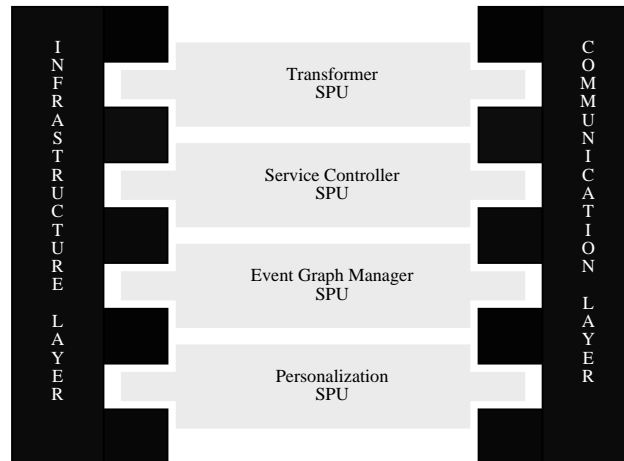 INFRASTRUCTURE LAYER
Transformer
SPU
Service Controller
SPU
Event Graph Manager
SPU
Personalization
SPU
COMMUNICATION LAYER